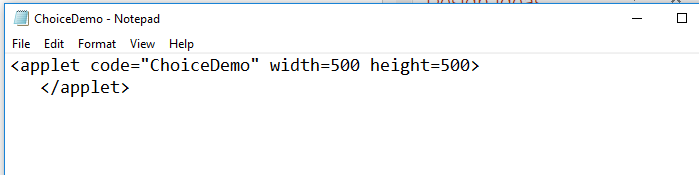 ChoiceDemo - Notepad
File Edit Format View Help
<applet code="ChoiceDemo" width=500 height=500>
</applet>